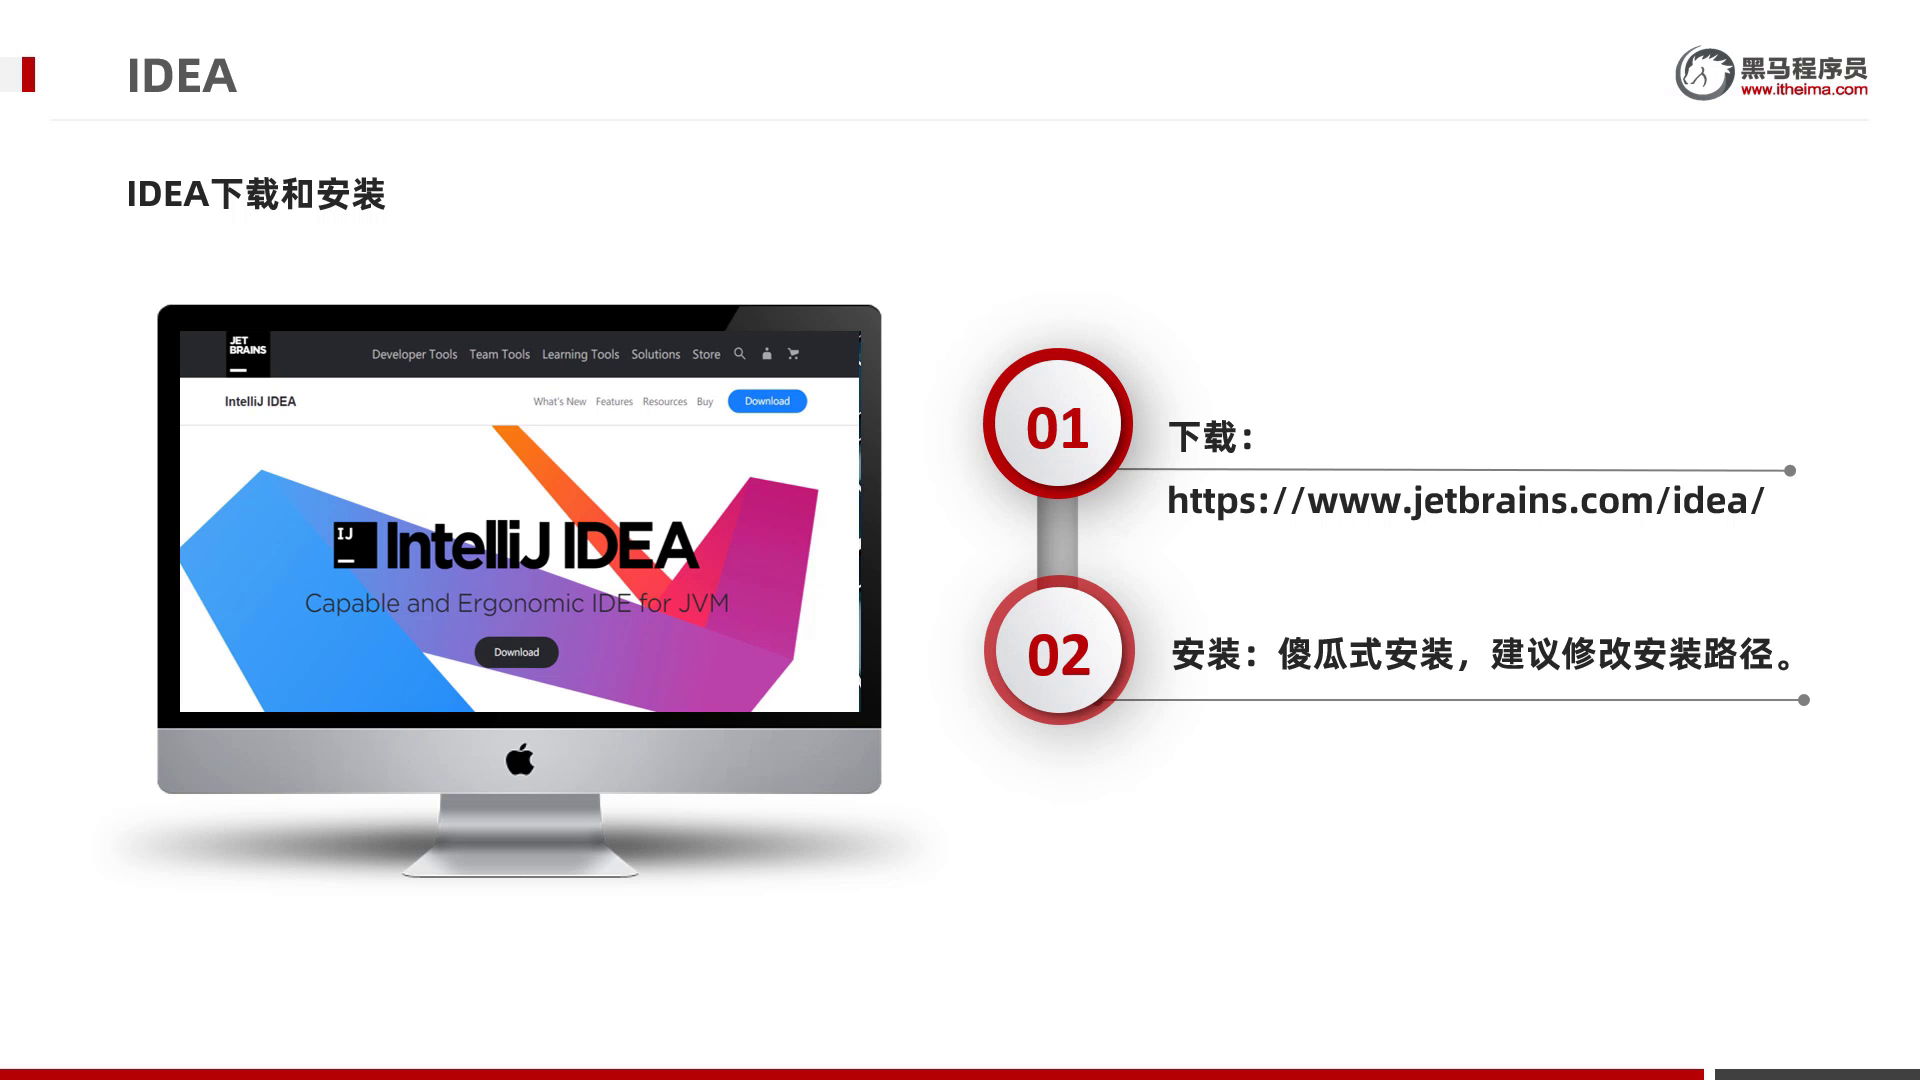 IDEA
黑马程序员
www.itheima.com
IDEA下载和安装
JET
BRAINS
Developer Tools Team Tools Learning Tools Solutions Store
IntelliJ IDEA
What's New Features Resources Buy Download
IJ
IntelliJ IDEA
Capable and Ergonomic IDE for JVM
Download
01
下载：
https://www.jetbrains.com/idea/
02
安装：傻瓜式安装，建议修改安装路径。